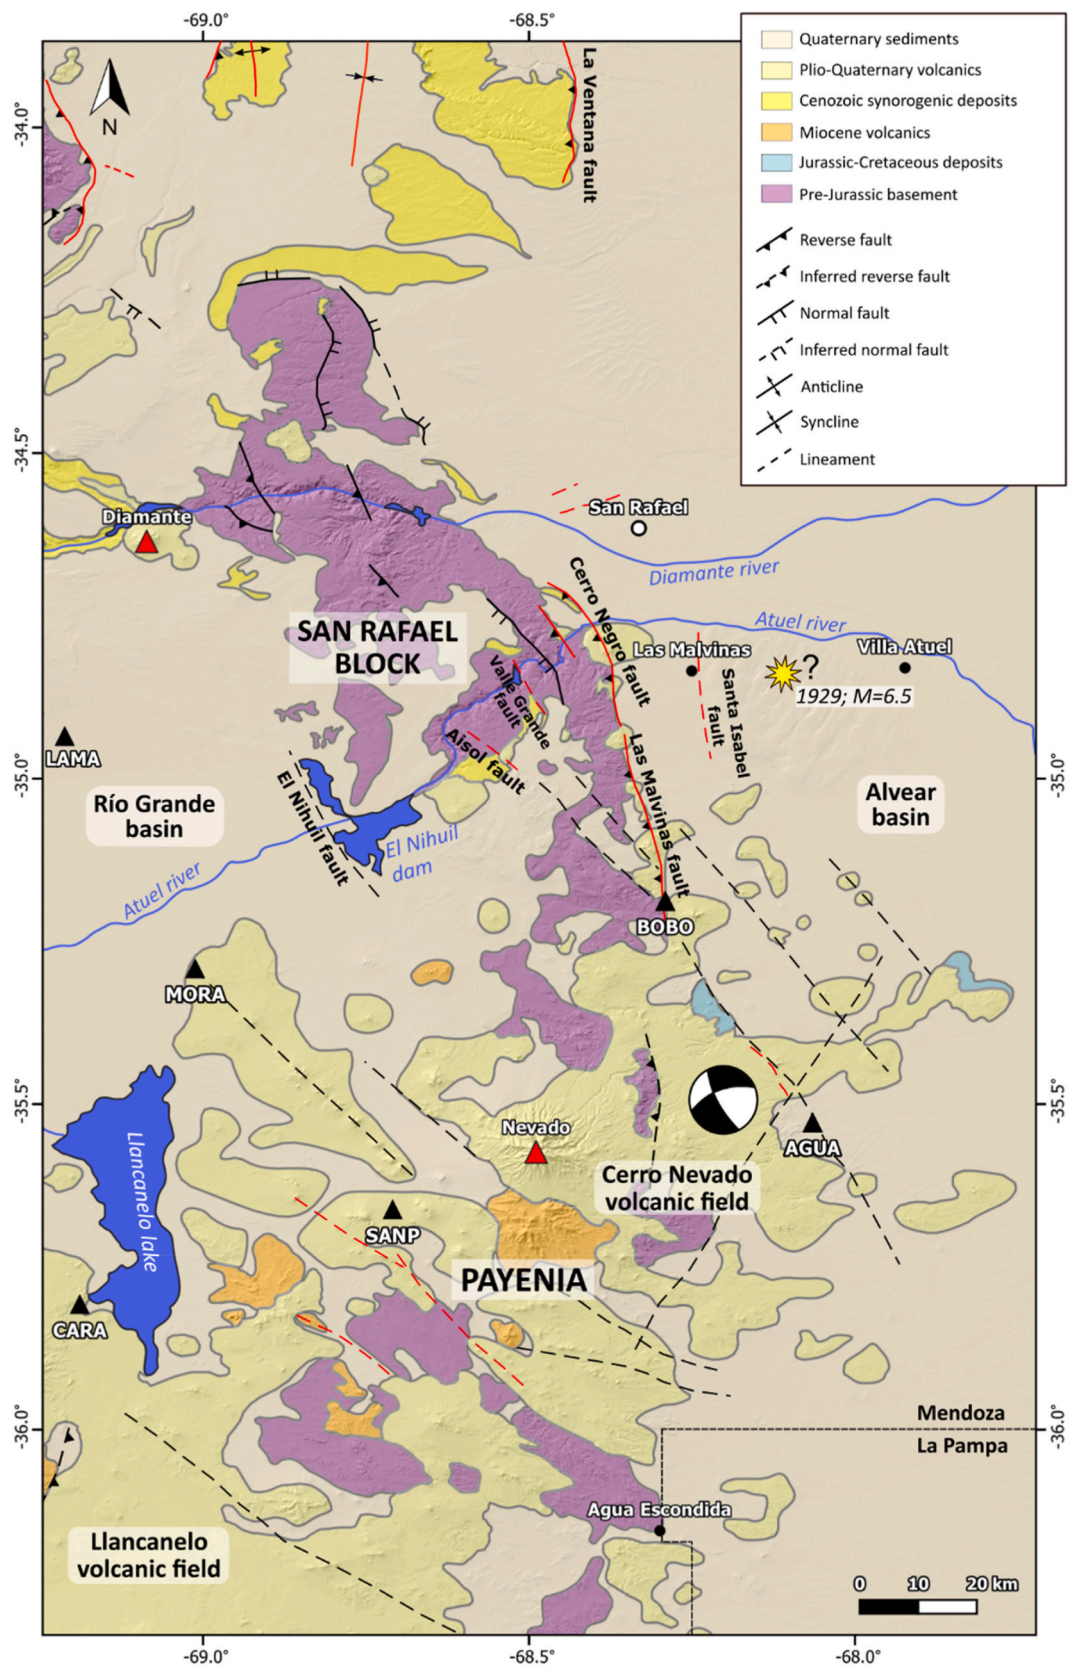 -69.0°
-68.5°
Quaternary sediments
Plio-Quaternary volcanics
Cenozoic synorogenic deposits
Miocene volcanics
Jurassic-Cretaceous deposits
Pre-Jurassic basement
Reverse fault
Inferred reverse fault
Normal fault
Inferred normal fault
Anticline
Syncline
Lineament
N
La Ventana fault
-34.0°
-34.5°
Diamante
San Rafael
Diamante river
Cerro Negro fault
Atuel river
SAN RAFAEL
BLOCK
Las Malvinas
Villa Atuel
?
1929; M=6.5
Valle Grande
fault
Santa Isabel
fault
Aisol fault
LAMA
Las Malvinas fault
-35.0°
-35.0°
Río Grande
basin
El Nihuil fault
Alvear
basin
El Nihuil
dam
Atuel river
BOBO
MORA
-35.5°
-35.5°
Nevado
AGUA
Llancanelo lake
Cerro Nevado
volcanic field
SANP
PAYENIA
CARA
Mendoza
La Pampa
-36.0°
-36.0°
Agua Escondida
Llancanelo
volcanic field
0 10 20 km
-69.0°
-68.5°
-68.0°